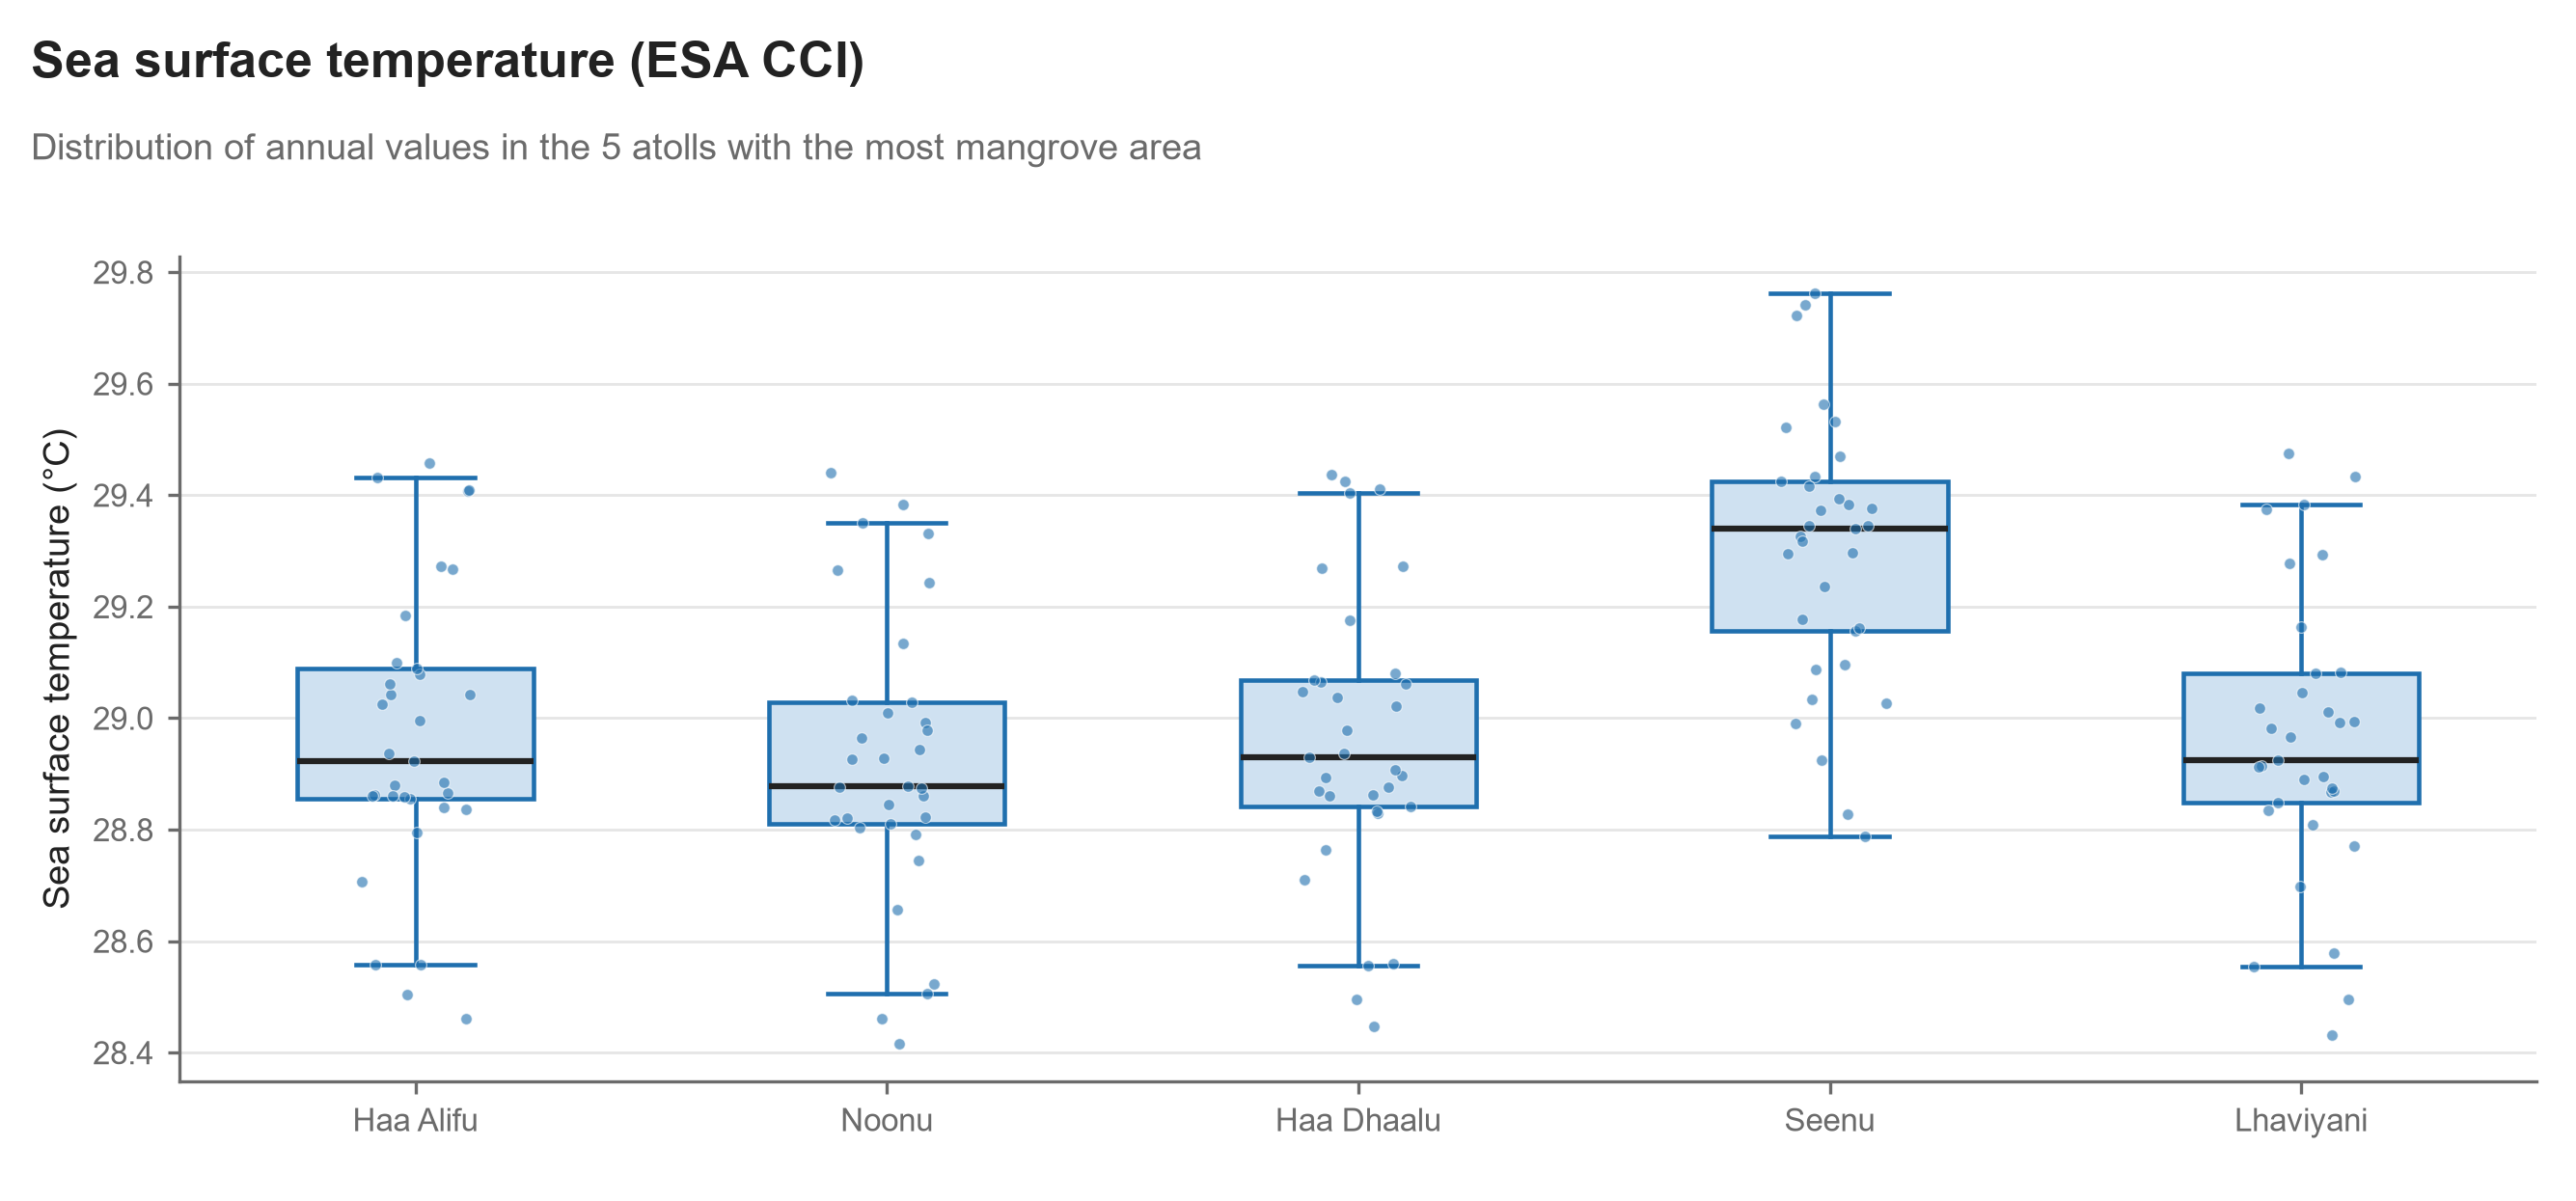 Sea surface temperature (ESA CCI)
Distribution of annual values in the 5 atolls with the most mangrove area
Sea surface temperature (°C)
29.8
29.6
29.4
29.2
29.0
28.8
28.6
28.4
Haa Alifu
Noonu
Haa Dhaalu
Seenu
Lhaviyani